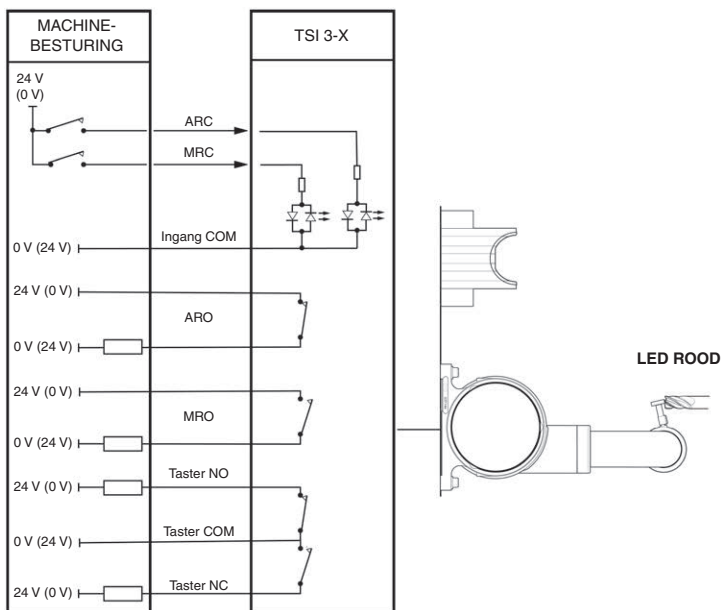 MACHINE-
BESTURING
TSI 3-X
24 V
(0 V)
ARC
MRC
Ingang COM
0 V (24 V)
24 V (0 V)
ARO
0 V (24 V)
LED ROOD
24 V (0 V)
MRO
0 V (24 V)
Taster NO
24 V (0 V)
Taster COM
0 V (24 V)
Taster NC
24 V (0 V)